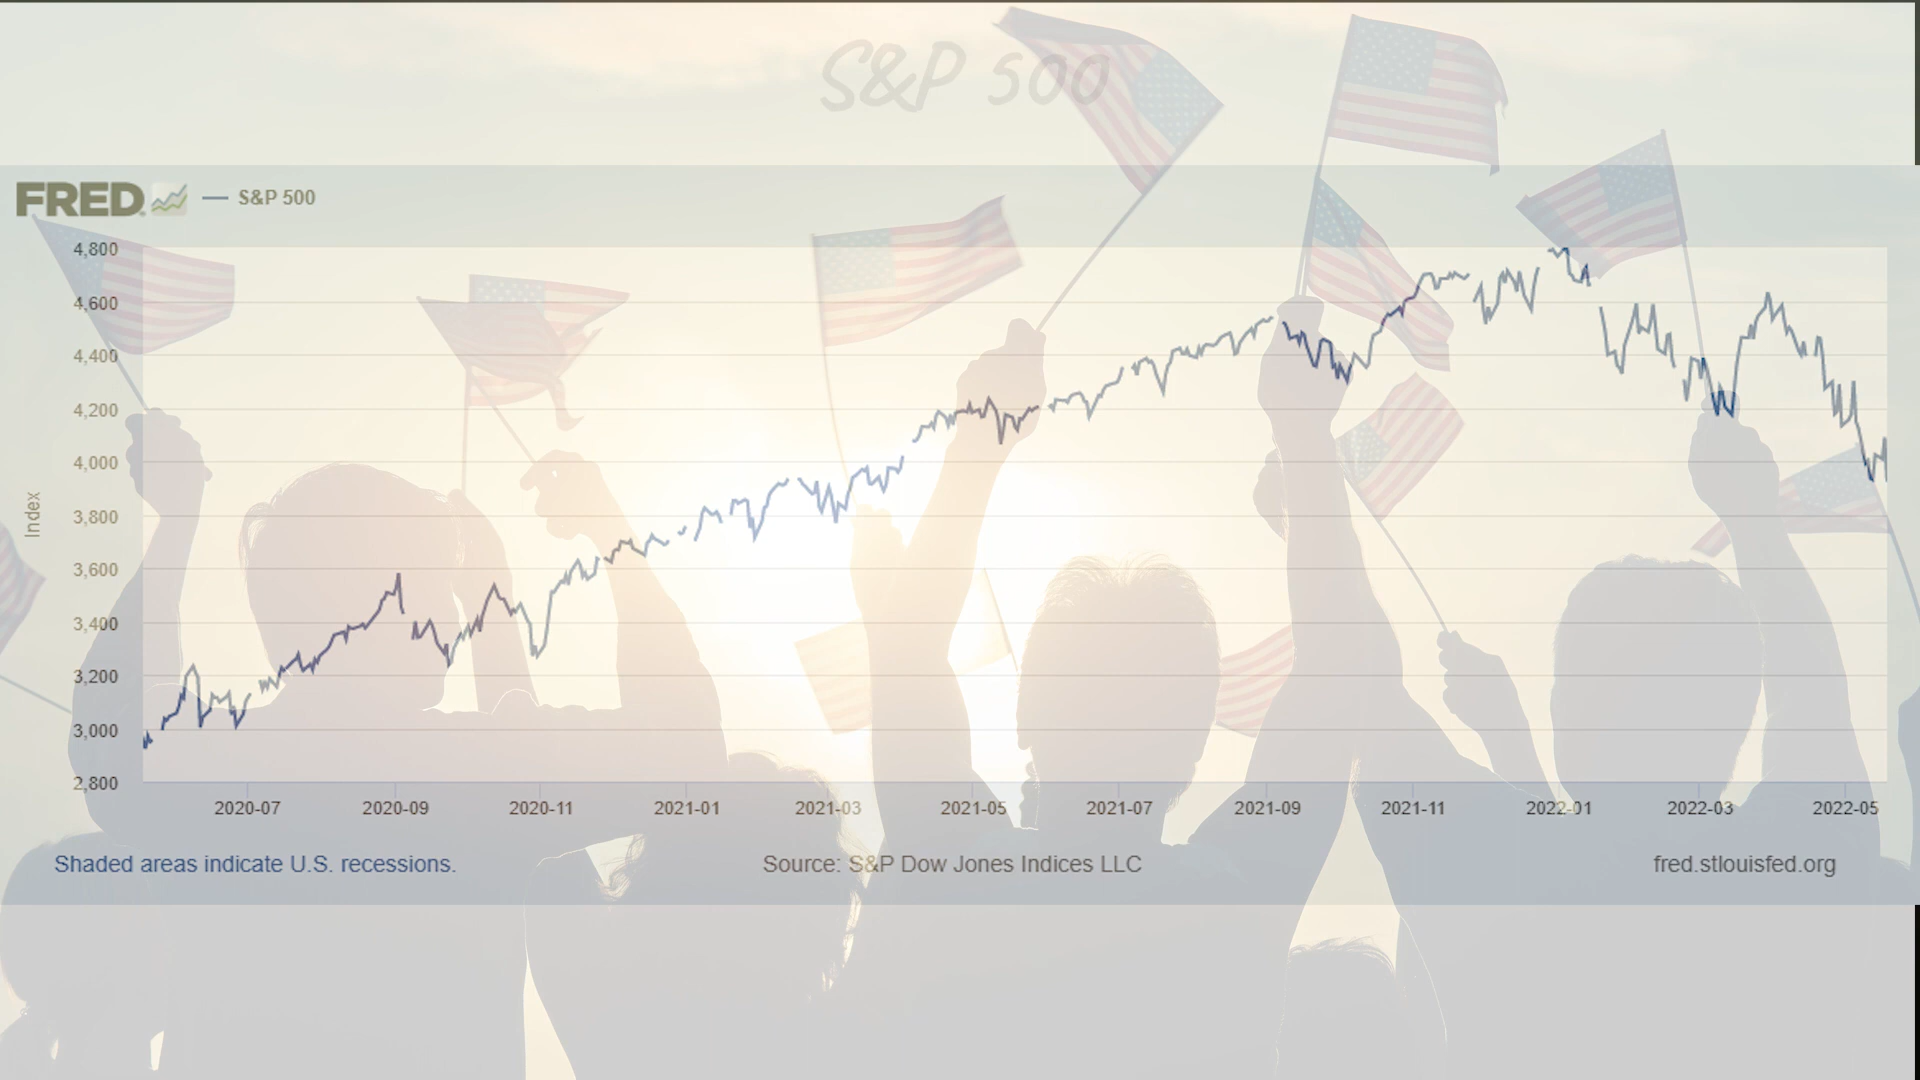 S&P 500
FRED
S&P 500
4,800
4,600
4,400
4,200
4,000
3,800
3,600
3,400
3,200
3,000
2,800
Index
2020-07 2020-09 2020-11 2021-01 2021-03 2021-05 2021-07 2021-09 2021-11 2022-01 2022-03 2022-05
Shaded areas indicate U.S. recessions. Source: S&P Dow Jones Indices LLC fred.stlouisfed.org